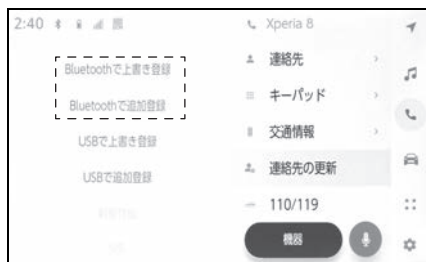 2:40
Bluetoothで上書き登録
Bluetoothで追加登録
USBで上書き登録
USBで追加登録
Xperia 8
連絡先
キーパッド
交通情報
連絡先の更新
110/119
機器